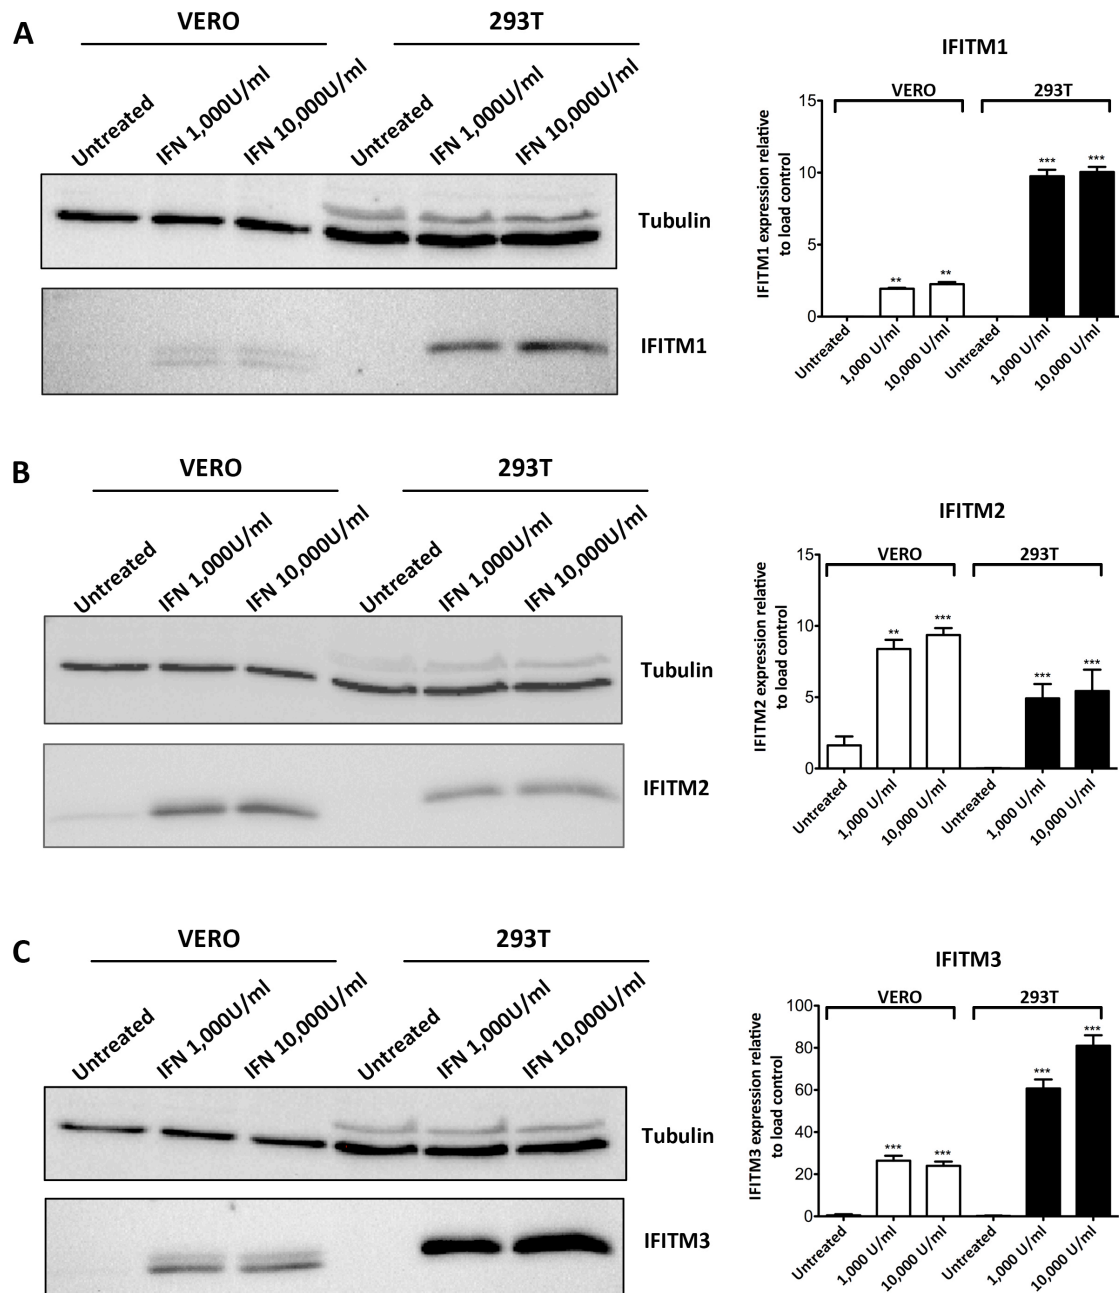 A
VERO
293T
Untreated
IFN 1,000U/ml
IFN 10,000U/ml
Untreated
IFN 1,000U/ml
IFN 10,000U/ml
Tubulin
IFITM1
IFITM1
VERO
293T
IFITM1 expression relative
to load control
15
10
5
0
**
**
***
***
Untreated
1,000 U/ml
10,000 U/ml
Untreated
1,000 U/ml
10,000 U/ml
B
VERO
293T
Untreated
IFN 1,000U/ml
IFN 10,000U/ml
Untreated
IFN 1,000U/ml
IFN 10,000U/ml
Tubulin
IFITM2
IFITM2
VERO
293T
IFITM2 expression relative
to load control
15
10
5
0
**
***
***
***
Untreated
1,000 U/ml
10,000 U/ml
Untreated
1,000 U/ml
10,000 U/ml
C
VERO
293T
Untreated
IFN 1,000U/ml
IFN 10,000U/ml
Untreated
IFN 1,000U/ml
IFN 10,000U/ml
Tubulin
IFITM3
IFITM3
VERO
293T
IFITM3 expression relative
to load control
100
80
60
40
20
0
***
***
***
***
Untreated
1,000 U/ml
10,000 U/ml
Untreated
1,000 U/ml
10,000 U/ml